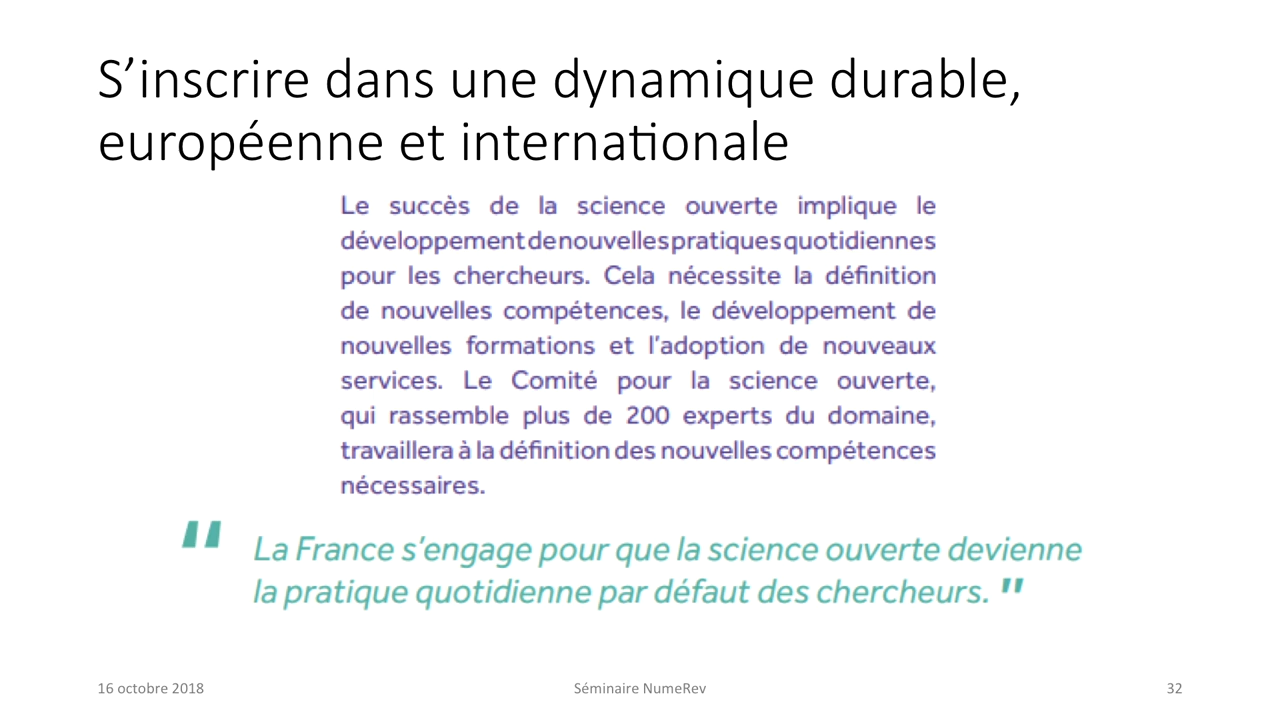 S’inscrire dans une dynamique durable,
européenne et internationale
Le succès de la science ouverte implique le
développement de nouvelles pratiques quotidiennes
pour les chercheurs. Cela nécessite la définition
de nouvelles compétences, le développement de
nouvelles formations et l’adoption de nouveaux
services. Le Comité pour la science ouverte,
qui rassemble plus de 200 experts du domaine,
travaillera à la définition des nouvelles compétences
nécessaires.
" La France s’engage pour que la science ouverte devienne
la pratique quotidienne par défaut des chercheurs. "
16 octobre 2018 Séminaire NumeRev 32